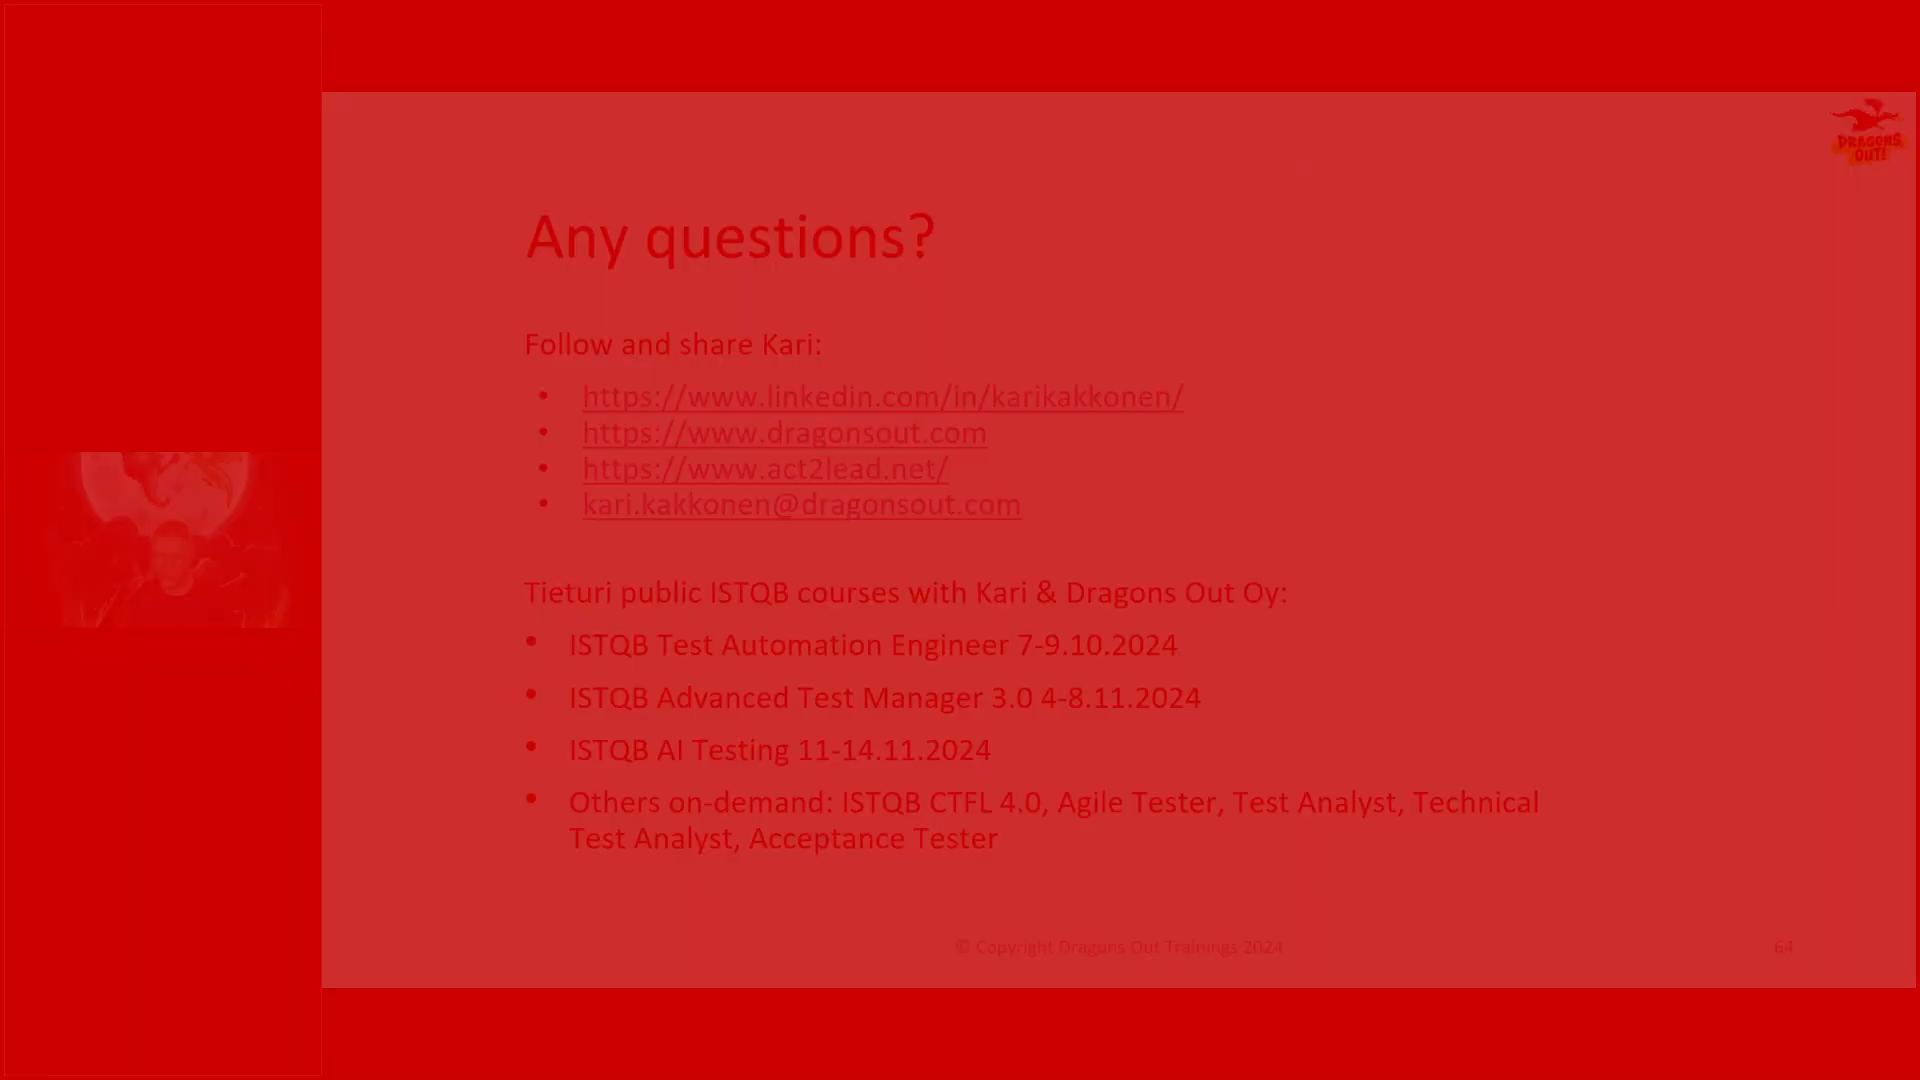 DRAGONS
OUT!
Any questions?
Follow and share Kari:
• https://www.linkedin.com/in/karikakkonen/
• https://www.dragonsout.com
• https://www.act2lead.net/
• kari.kakkonen@dragonsout.com
Tieturi public ISTQB courses with Kari & Dragons Out Oy:
• ISTQB Test Automation Engineer 7-9.10.2024
• ISTQB Advanced Test Manager 3.0 4-8.11.2024
• ISTQB AI Testing 11-14.11.2024
• Others on-demand: ISTQB CTFL 4.0, Agile Tester, Test Analyst, Technical
Test Analyst, Acceptance Tester
© Copyright Dragons Out Trainings 2024
64